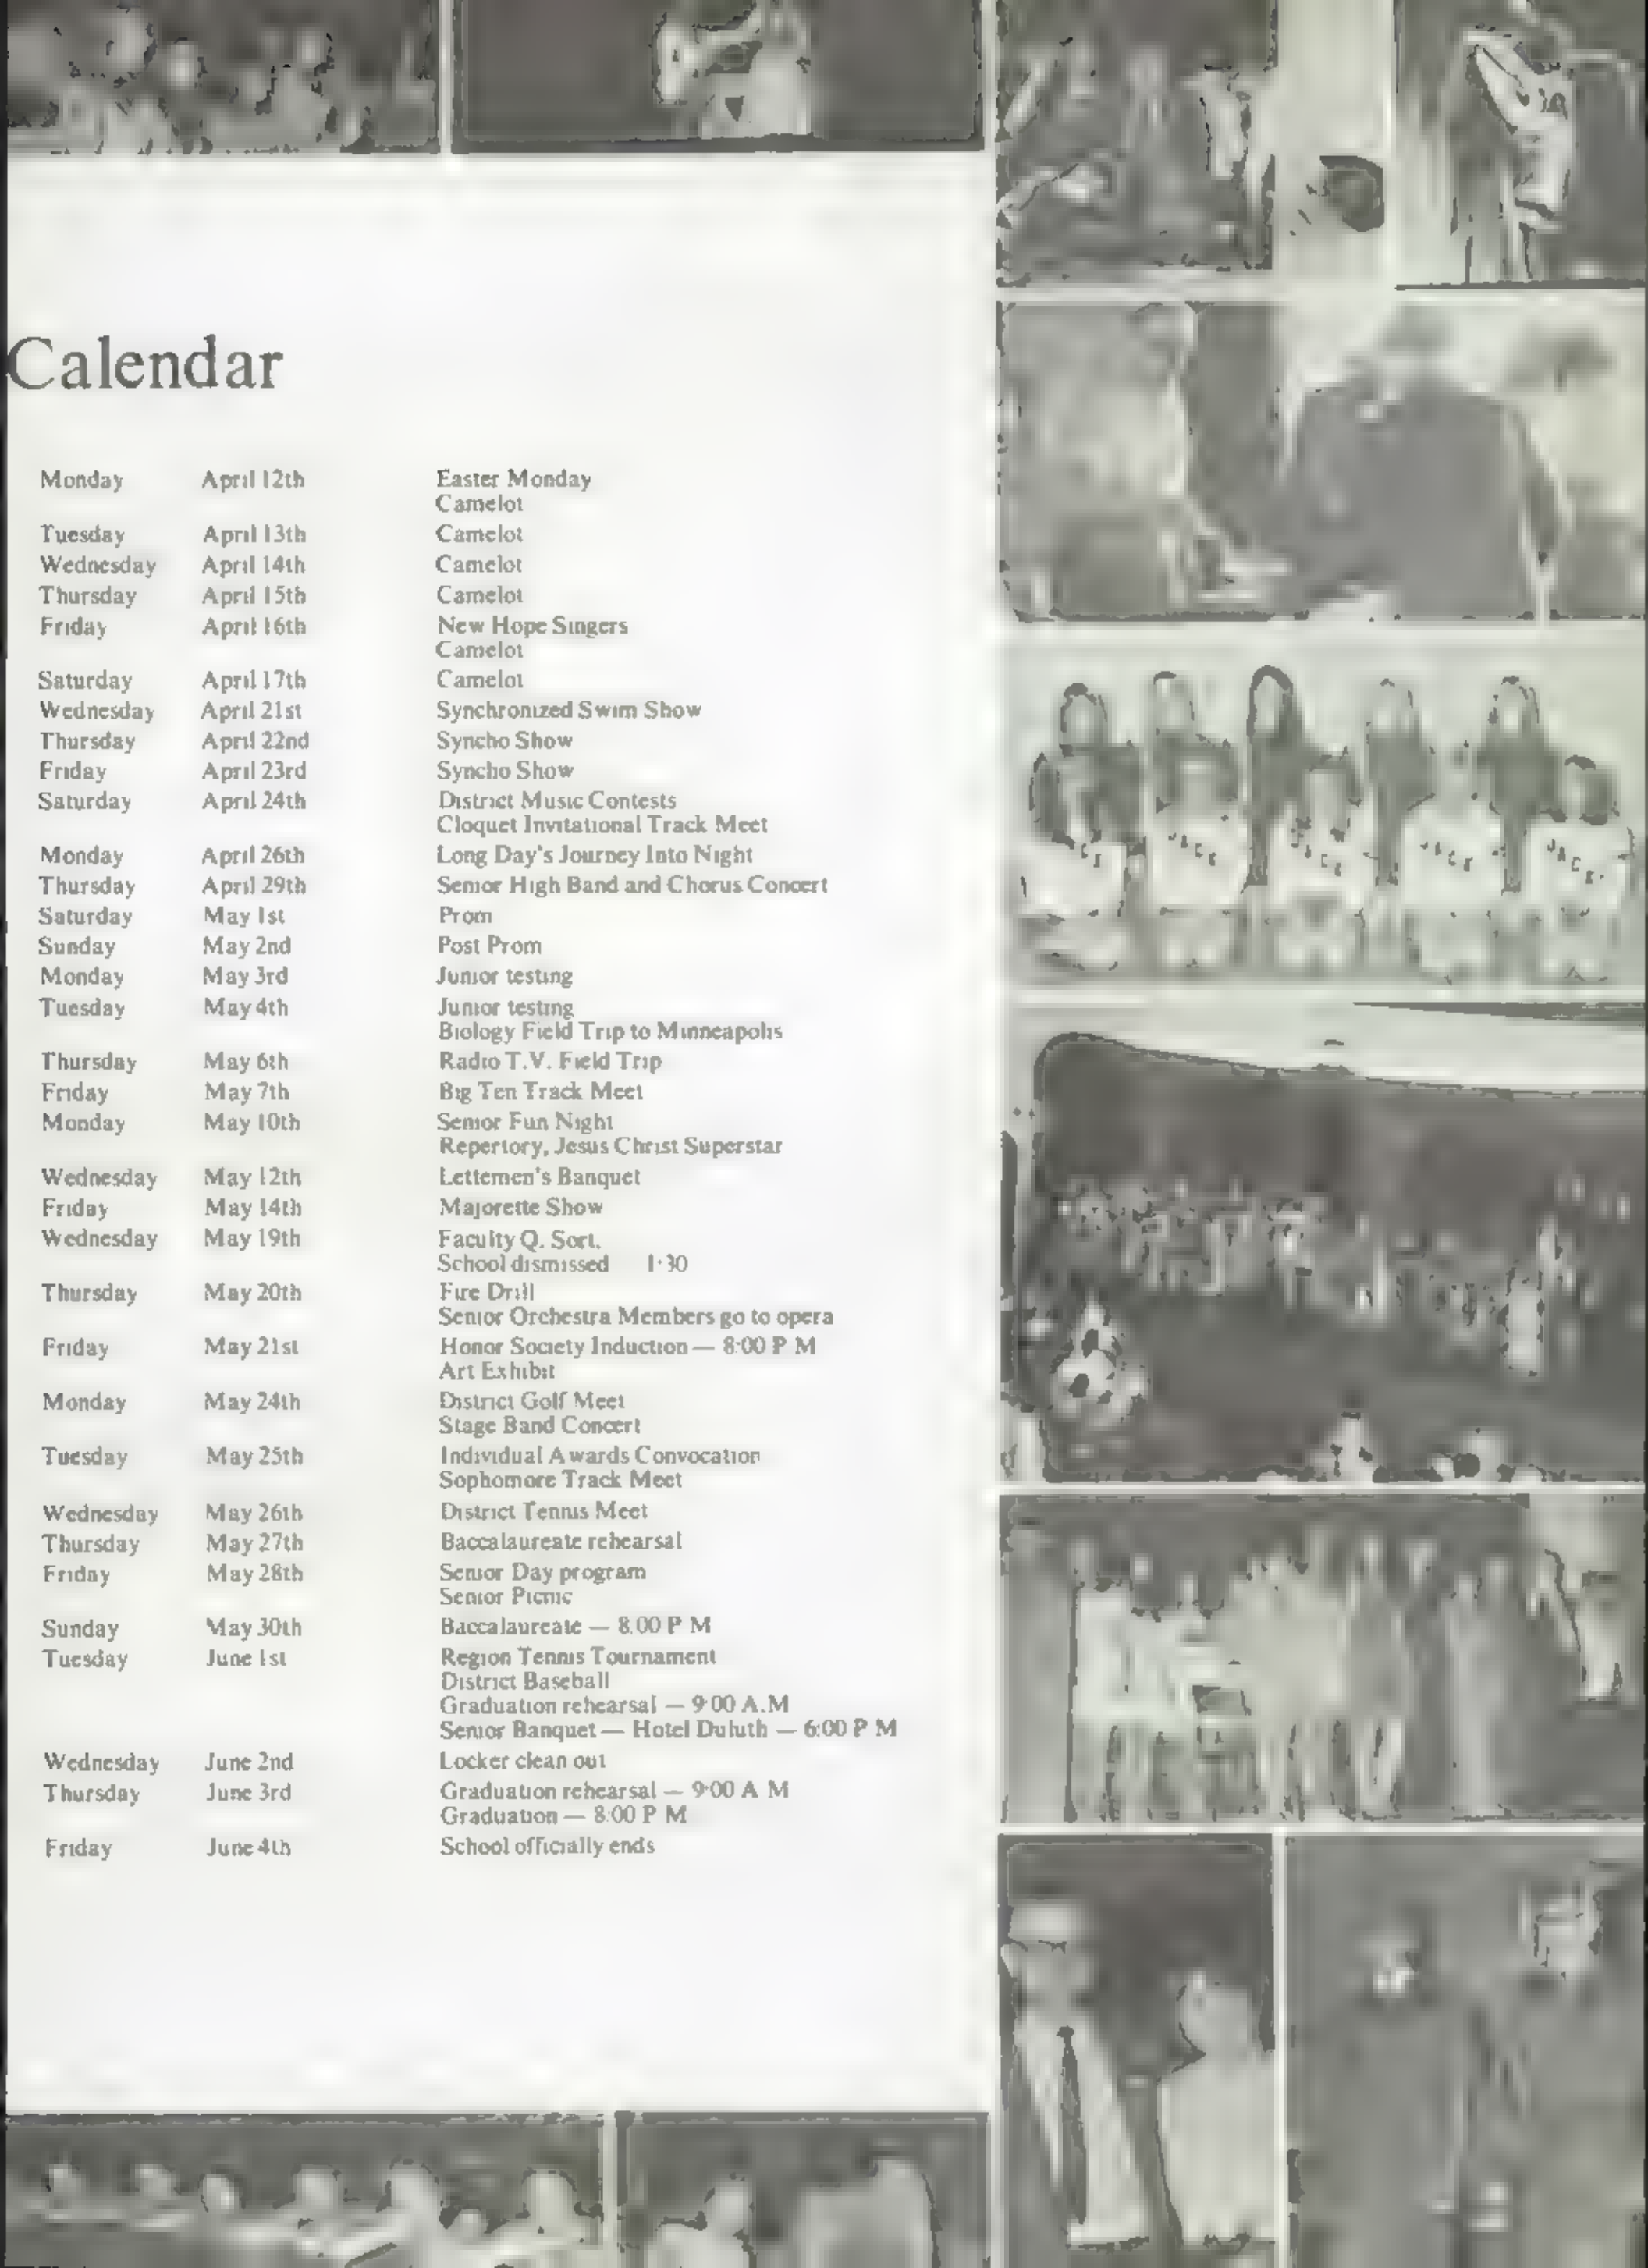 Calendar
Monday April 12th Easter Monday
Camelot
Tuesday April 13th Camelot
Wednesday April 14th Camelot
Thursday April 15th Camelot
Friday April 16th New Hope Singers
Camelot
Saturday April 17th Camelot
Wednesday April 21st Synchronized Swim Show
Thursday April 22nd Syncho Show
Friday April 23rd Syncho Show
Saturday April 24th District Music Contests
Cloquet Invitational Track Meet
Monday April 26th Long Day's Journey Into Night
Thursday April 29th Senior High Band and Chorus Concert
Saturday May 1st Prom
Sunday May 2nd Post Prom
Monday May 3rd Junior testing
Tuesday May 4th Junior testing
Biology Field Trip to Minneapolis
Thursday May 6th Radio T.V. Field Trip
Friday May 7th Big Ten Track Meet
Monday May 10th Senior Fun Night
Repertory, Jesus Christ Superstar
Wednesday May 12th Lettemen's Banquet
Friday May 14th Majorette Show
Wednesday May 19th Faculty Q. Sort.
School dismissed 1:30
Thursday May 20th Fire Drill
Senior Orchestra Members go to opera
Friday May 21st Honor Society Induction — 8:00 P M
Art Exhibit
Monday May 24th District Golf Meet
Stage Band Concert
Tuesday May 25th Individual Awards Convocation
Sophomore Track Meet
Wednesday May 26th District Tennis Meet
Thursday May 27th Baccalaureate rehearsal
Friday May 28th Senior Day program
Senior Picnic
Sunday May 30th Baccalaureate — 8.00 P M
Tuesday June 1st Region Tennis Tournament
District Baseball
Graduation rehearsal — 9:00 A.M
Senior Banquet — Hotel Duluth — 6:00 P M
Wednesday June 2nd Locker clean out
Thursday June 3rd Graduation rehearsal — 9:00 A M
Graduation — 8:00 P M
Friday June 4th School officially ends
JACK
JACK
JACK
JACK